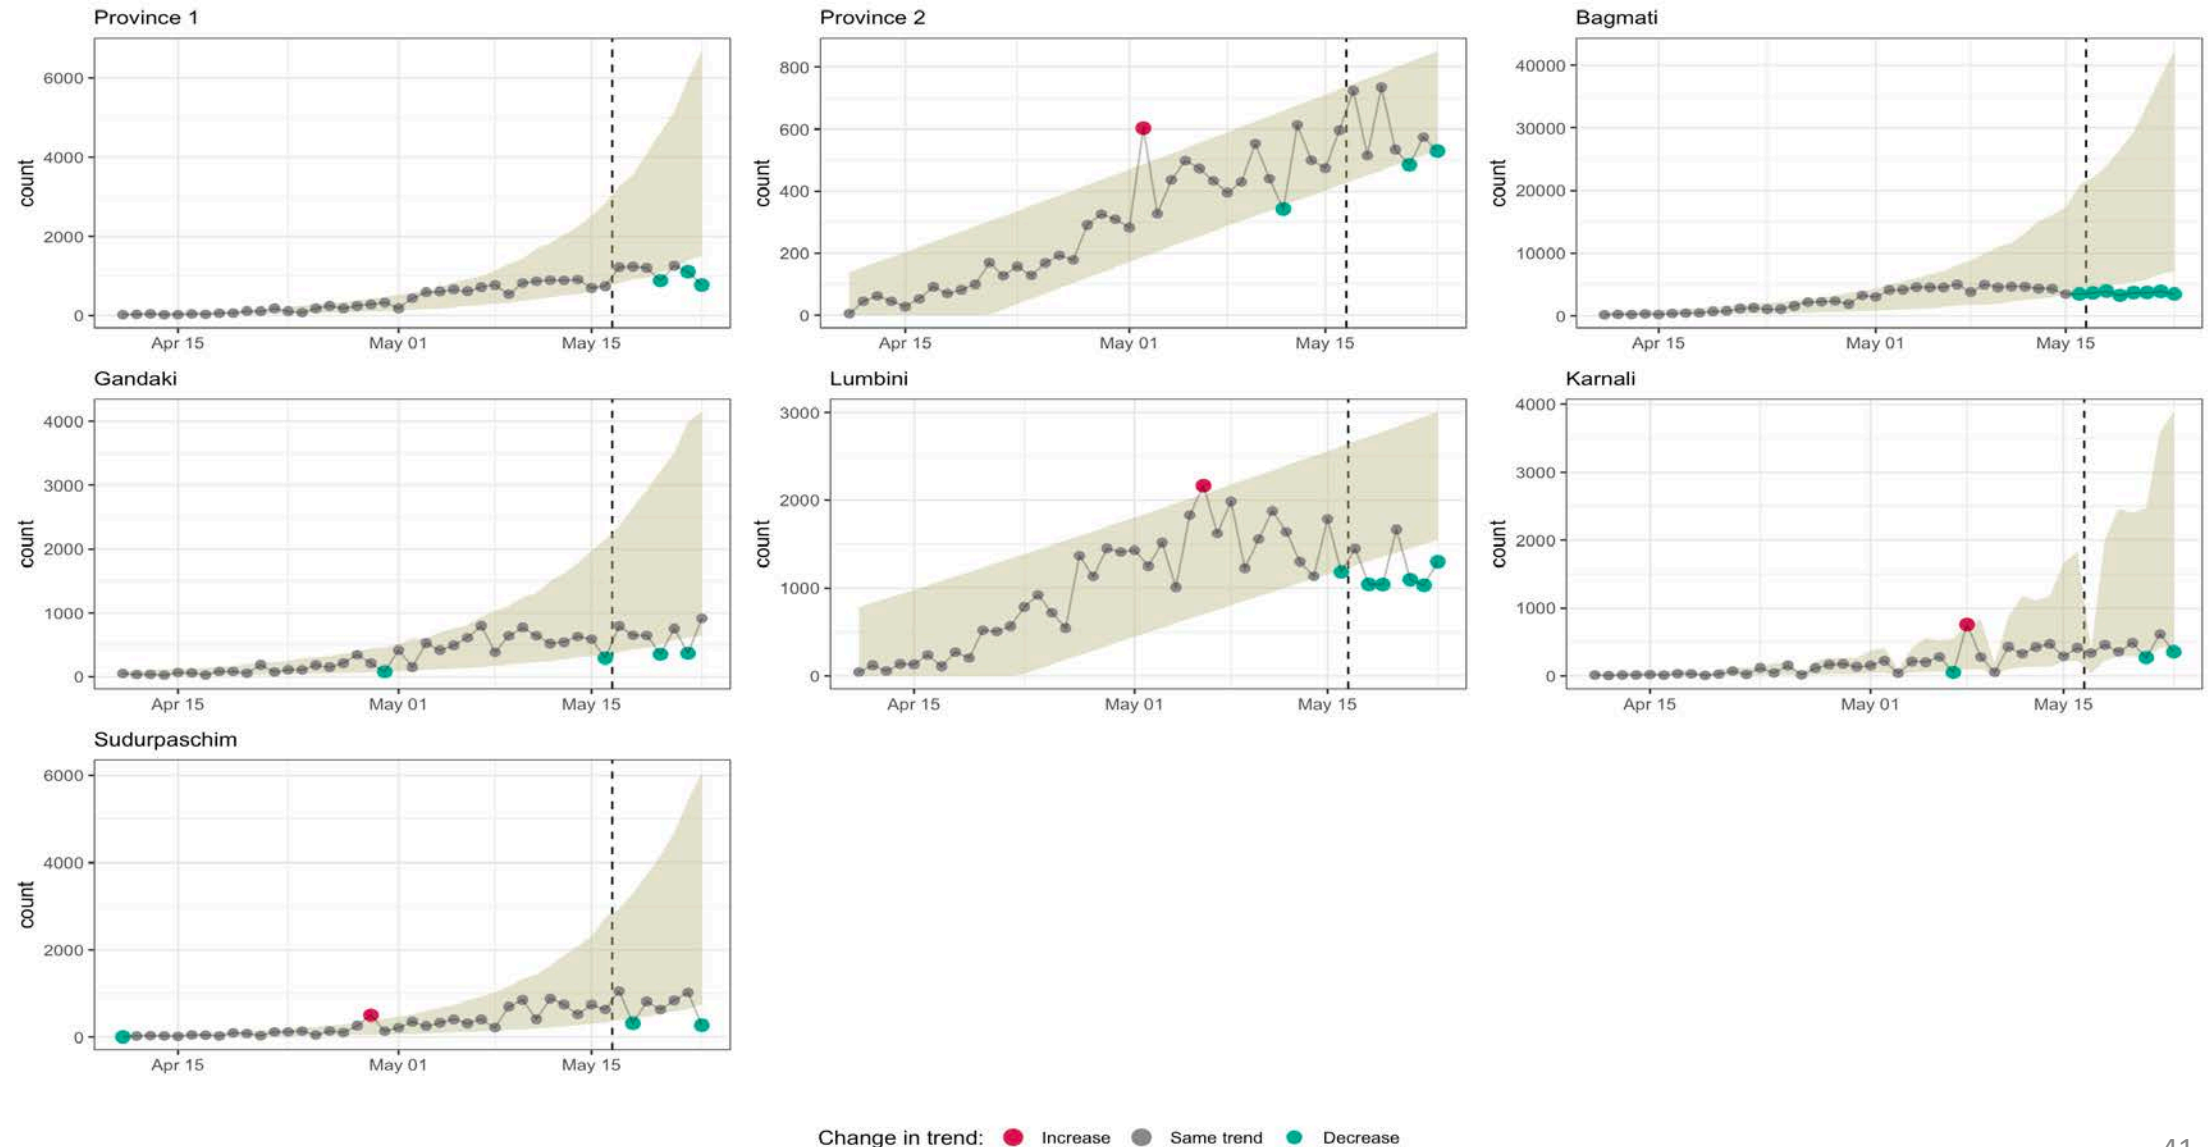 Province 1
Province 2
Bagmati
count
6000
4000
2000
0
Apr 15
May 01
May 15
count
800
600
400
200
0
Apr 15
May 01
May 15
count
40000
30000
20000
10000
0
Apr 15
May 01
May 15
Gandaki
Lumbini
Karnali
count
4000
3000
2000
1000
0
Apr 15
May 01
May 15
count
3000
2000
1000
0
Apr 15
May 01
May 15
count
4000
3000
2000
1000
0
Apr 15
May 01
May 15
Sudurpaschim
count
6000
4000
2000
0
Apr 15
May 01
May 15
Change in trend: Increase Same trend Decrease